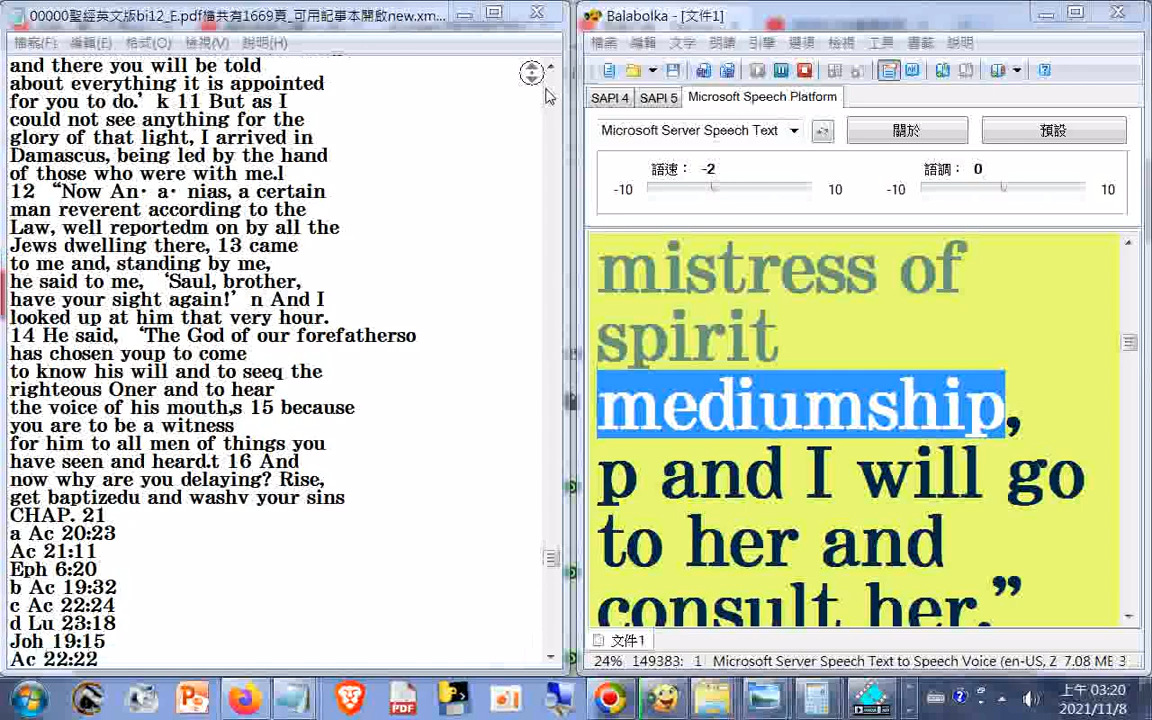 00000聖經英文版bi12_E.pdf檔共有1669頁_可用記事本開啟new.xm...
檔案(F) 編輯(E) 格式(O) 檢視(V) 說明(H)
and there you will be told
about everything it is appointed
for you to do.’ k 11 But as I
could not see anything for the
glory of that light, I arrived in
Damascus, being led by the hand
of those who were with me.l
12 “Now An· a· nias, a certain
man reverent according to the
Law, well reportedm on by all the
Jews dwelling there, 13 came
to me and, standing by me,
he said to me, ‘Saul, brother,
have your sight again!’ n And I
looked up at him that very hour.
14 He said, ‘The God of our forefatherso
has chosen youp to come
to know his will and to seeq the
righteous Oner and to hear
the voice of his mouth,s 15 because
you are to be a witness
for him to all men of things you
have seen and heard.t 16 And
now why are you delaying? Rise,
get baptizedu and washv your sins
CHAP. 21
a Ac 20:23
Ac 21:11
Eph 6:20
b Ac 19:32
c Ac 22:24
d Lu 23:18
Joh 19:15
Ac 22:22
Balabolka - [文件1]
檔案 編輯 文字 朗讀 引擎 選項 檢視 工具 書籤 說明
SAPI 4 SAPI 5 Microsoft Speech Platform
Microsoft Server Speech Text 關於 預設
語速: -2 語調: 0
-10 10 -10 10
mistress of
spirit
mediumship,
p and I will go
to her and
consult her.”
文件1
24% 149383: 1 Microsoft Server Speech Text to Speech Voice (en-US, Z 7.08 MB 3
PDF
上午 03:20
2021/11/8